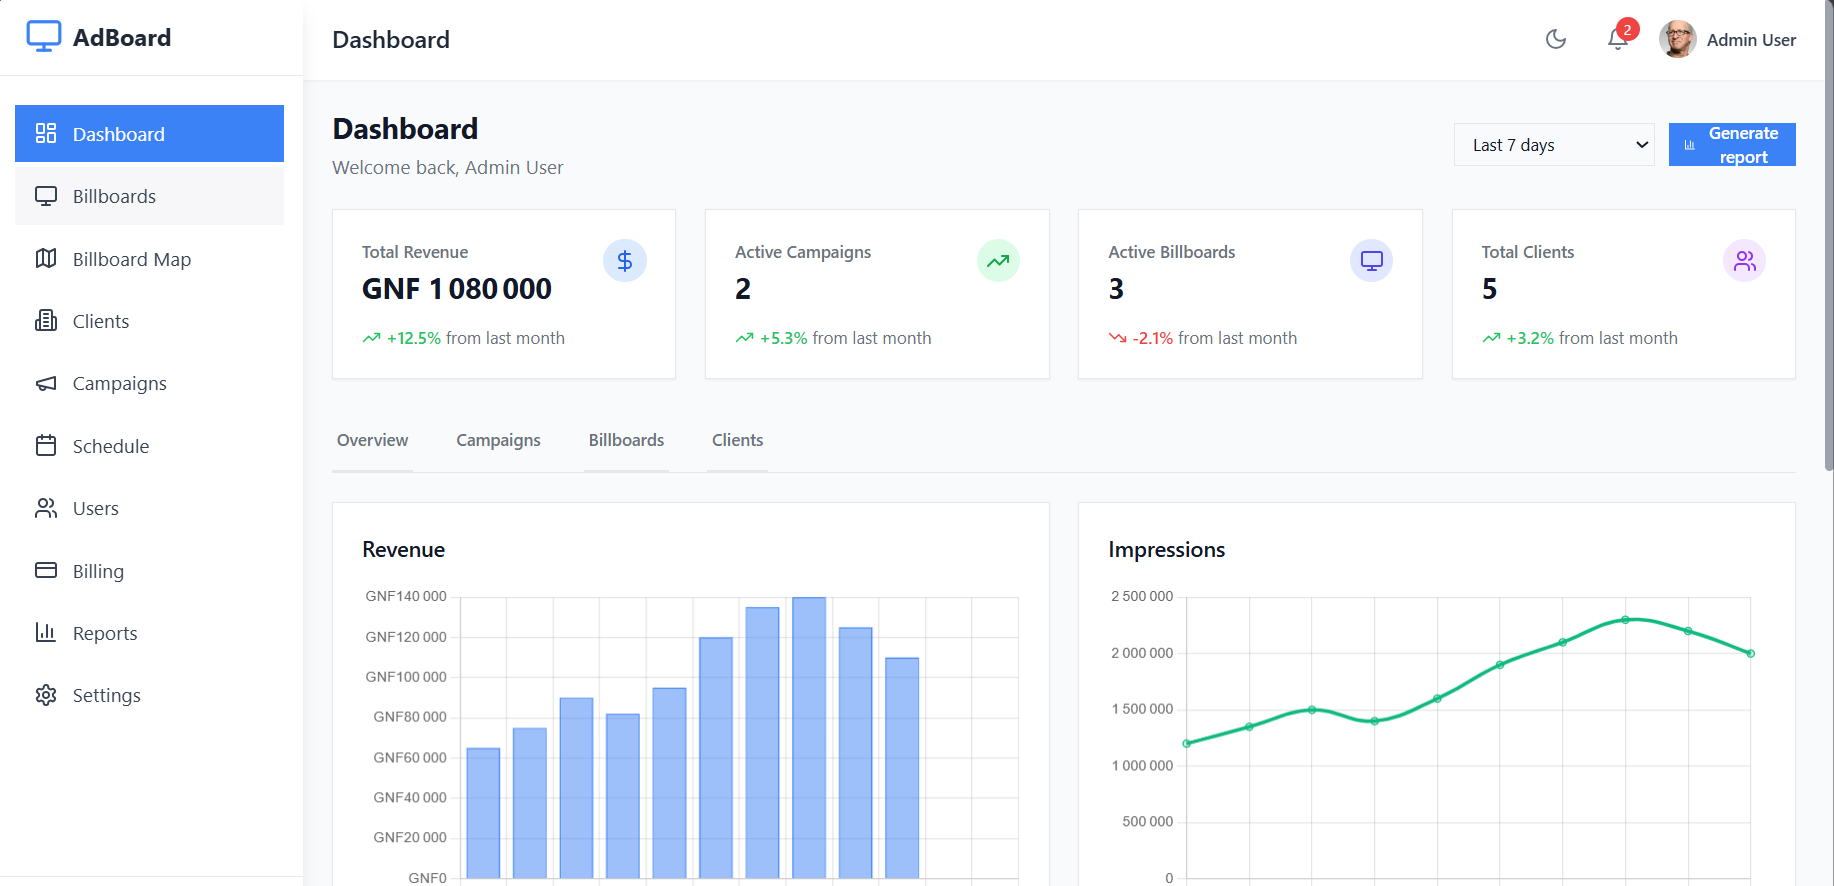 AdBoard
Dashboard
2
Admin User
Dashboard
Billboards
Billboard Map
Clients
Campaigns
Schedule
Users
Billing
Reports
Settings
Dashboard
Welcome back, Admin User
Last 7 days
Generate
report
Total Revenue
GNF 1 080 000
+12.5% from last month
Active Campaigns
2
+5.3% from last month
Active Billboards
3
-2.1% from last month
Total Clients
5
+3.2% from last month
Overview
Campaigns
Billboards
Clients
Revenue
GNF140 000
GNF120 000
GNF100 000
GNF80 000
GNF60 000
GNF40 000
GNF20 000
GNF0
Impressions
2 500 000
2 000 000
1 500 000
1 000 000
500 000
0